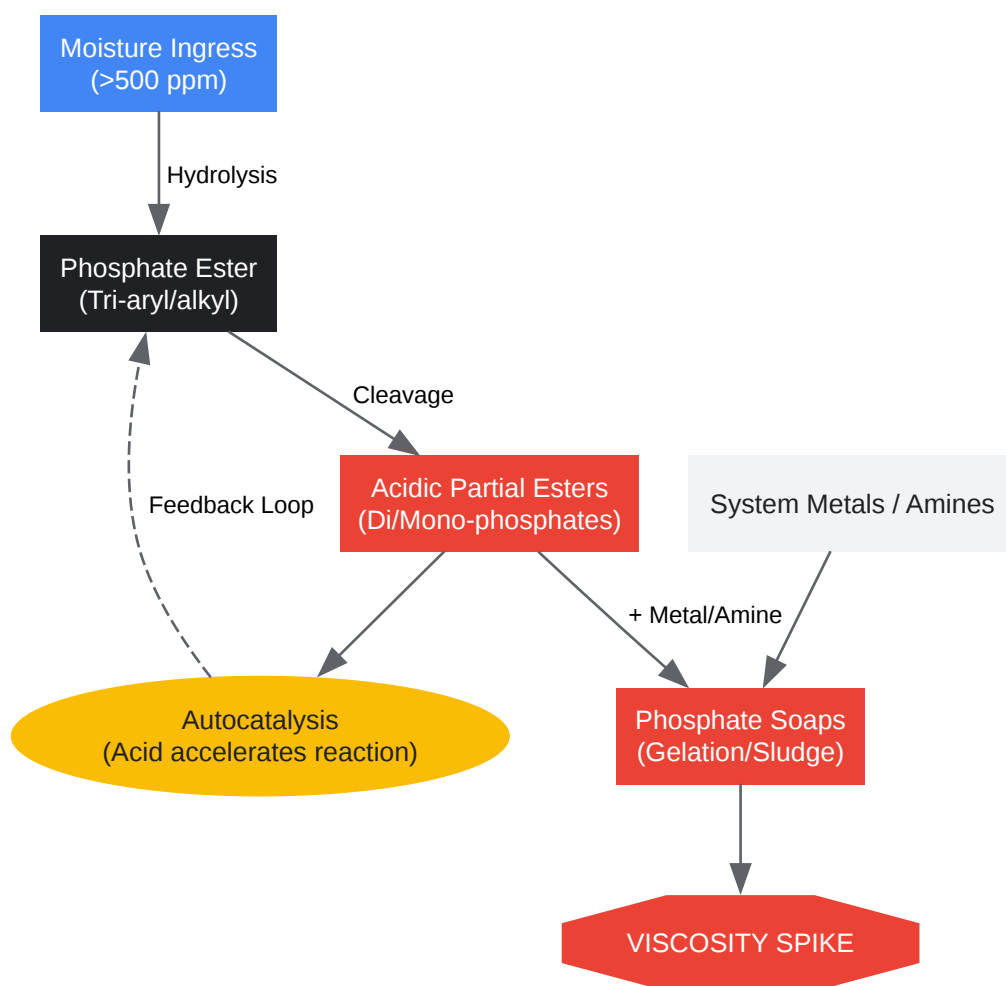 Moisture Ingress
(>500 ppm)
Hydrolysis
Phosphate Ester
(Tri-aryl/alkyl)
Cleavage
Acidic Partial Esters
(Di/Mono-phosphates)
System Metals / Amines
Feedback Loop
+ Metal/Amine
Autocatalysis
(Acid accelerates reaction)
Phosphate Soaps
(Gelation/Sludge)
VISCOSITY SPIKE